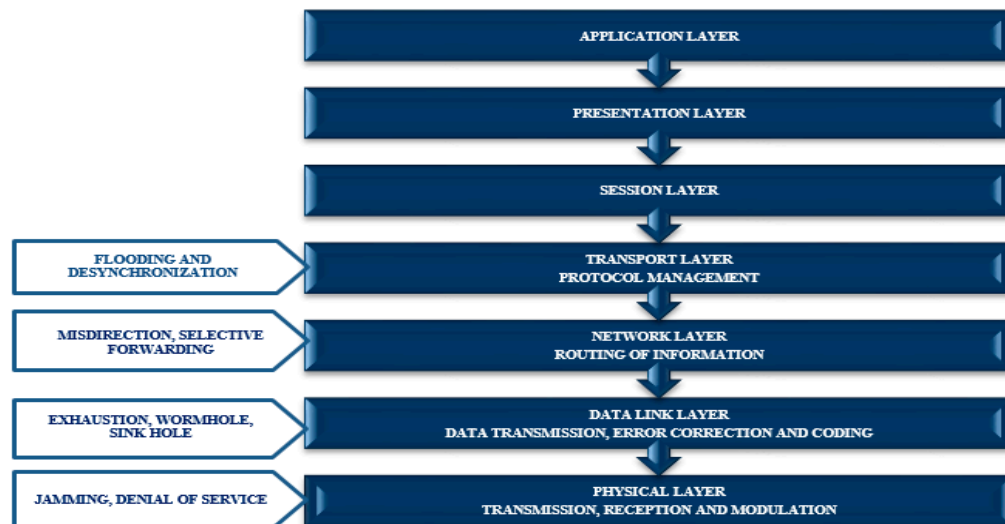 APPLICATION LAYER
PRESENTATION LAYER
SESSION LAYER
FLOODING AND
DESYNCHRONIZATION
TRANSPORT LAYER
PROTOCOL MANAGEMENT
MISDIRECTION, SELECTIVE
FORWARDING
NETWORK LAYER
ROUTING OF INFORMATION
EXHAUSTION, WORMHOLE,
SINK HOLE
DATA LINK LAYER
DATA TRANSMISSION, ERROR CORRECTION AND CODING
JAMMING, DENIAL OF SERVICE
PHYSICAL LAYER
TRANSMISSION, RECEPTION AND MODULATION